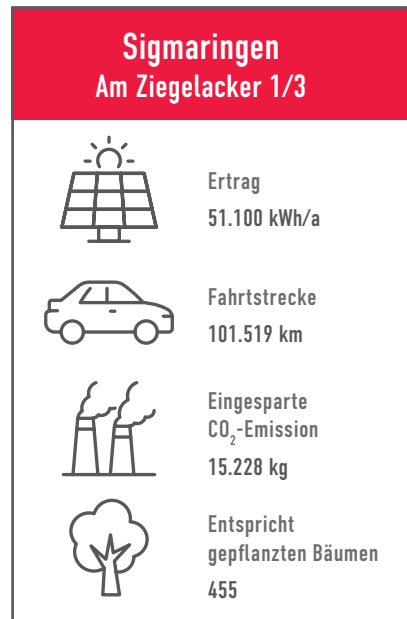 Sigmaringen
Am Ziegelacker 1/3
Ertrag
51.100 kWh/a
Fahrtstrecke
101.519 km
Eingesparte
CO₂-Emission
15.228 kg
Entspricht
gepflanzten Bäumen
455